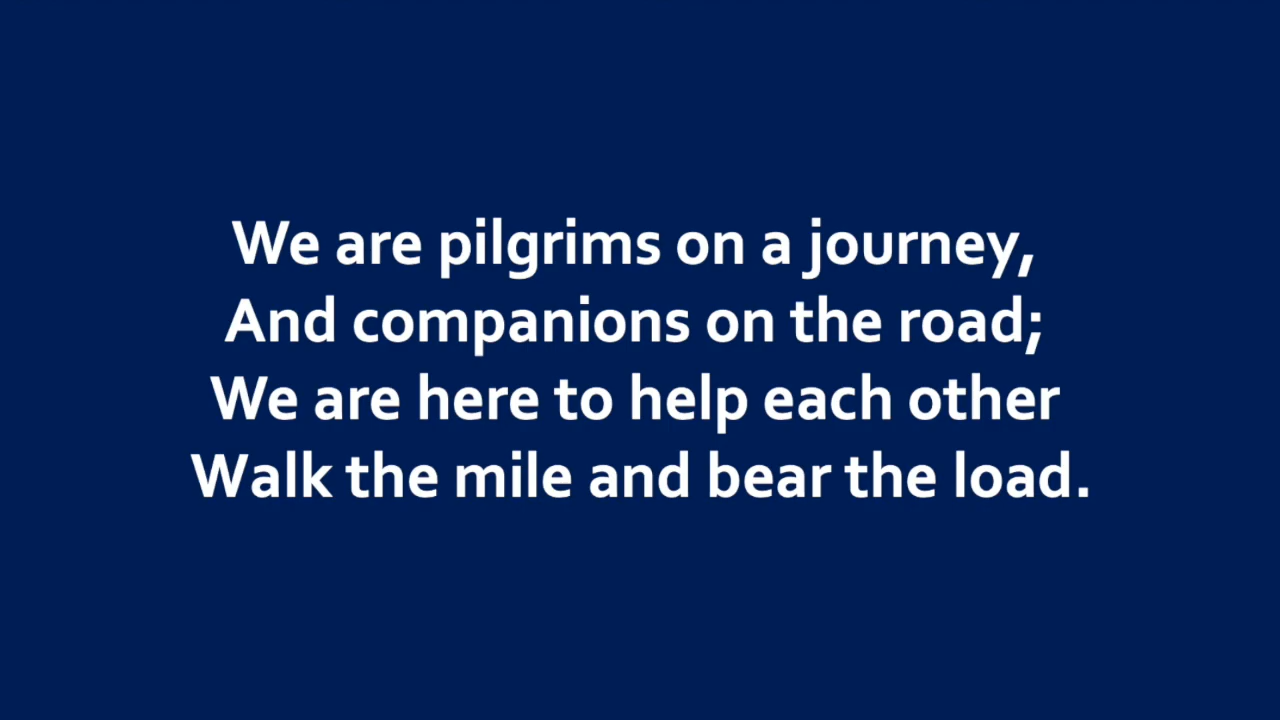 We are pilgrims on a journey,
And companions on the road;
We are here to help each other
Walk the mile and bear the load.